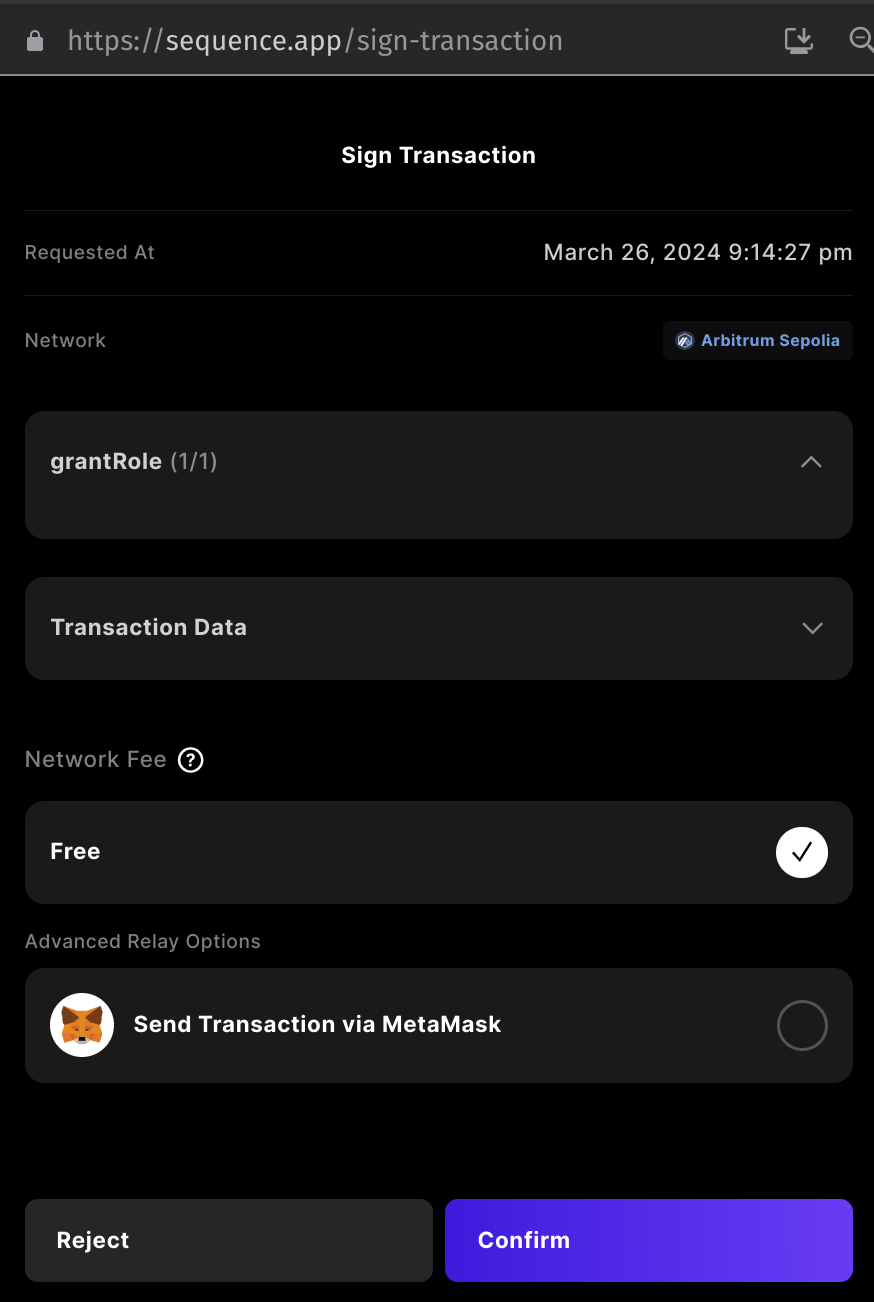 https://sequence.app/sign-transaction
Sign Transaction
Requested At March 26, 2024 9:14:27 pm
Network Arbitrum Sepolia
grantRole (1/1)
Transaction Data
Network Fee ?
Free
Advanced Relay Options
Send Transaction via MetaMask
Reject Confirm